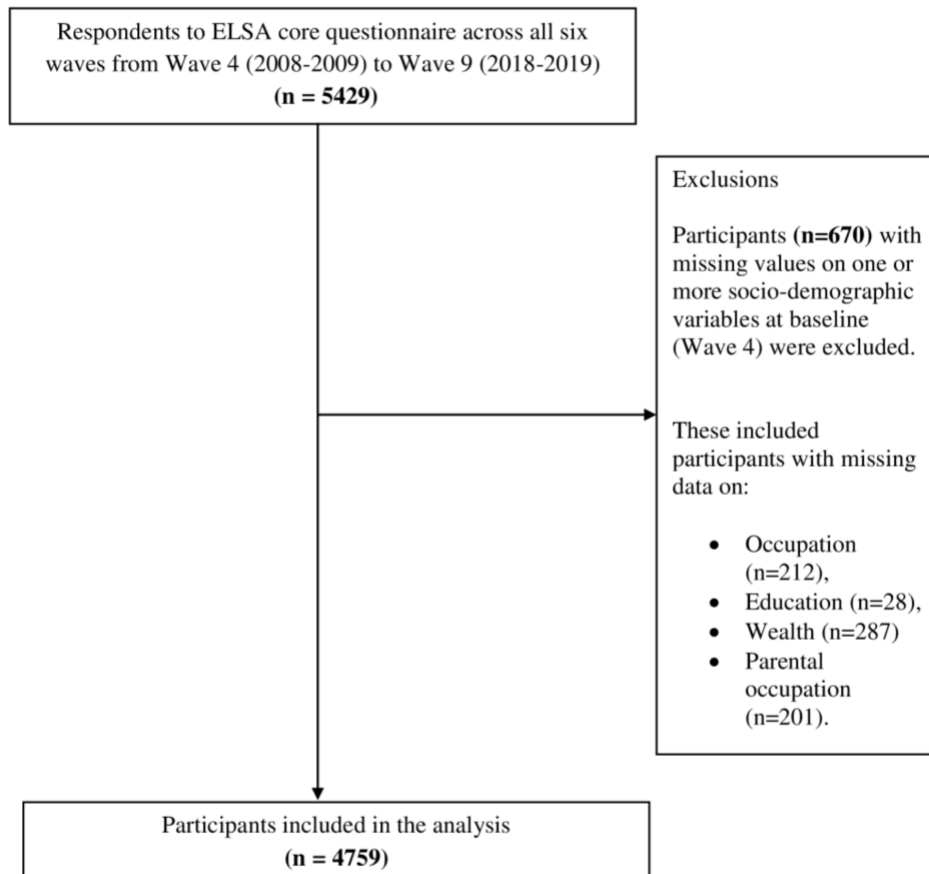 Respondents to ELSA core questionnaire across all six
waves from Wave 4 (2008-2009) to Wave 9 (2018-2019)
(n = 5429)
Exclusions
Participants (n=670) with
missing values on one or
more socio-demographic
variables at baseline
(Wave 4) were excluded.
These included
participants with missing
data on:
• Occupation
(n=212),
• Education (n=28),
• Wealth (n=287)
• Parental
occupation
(n=201).
Participants included in the analysis
(n = 4759)